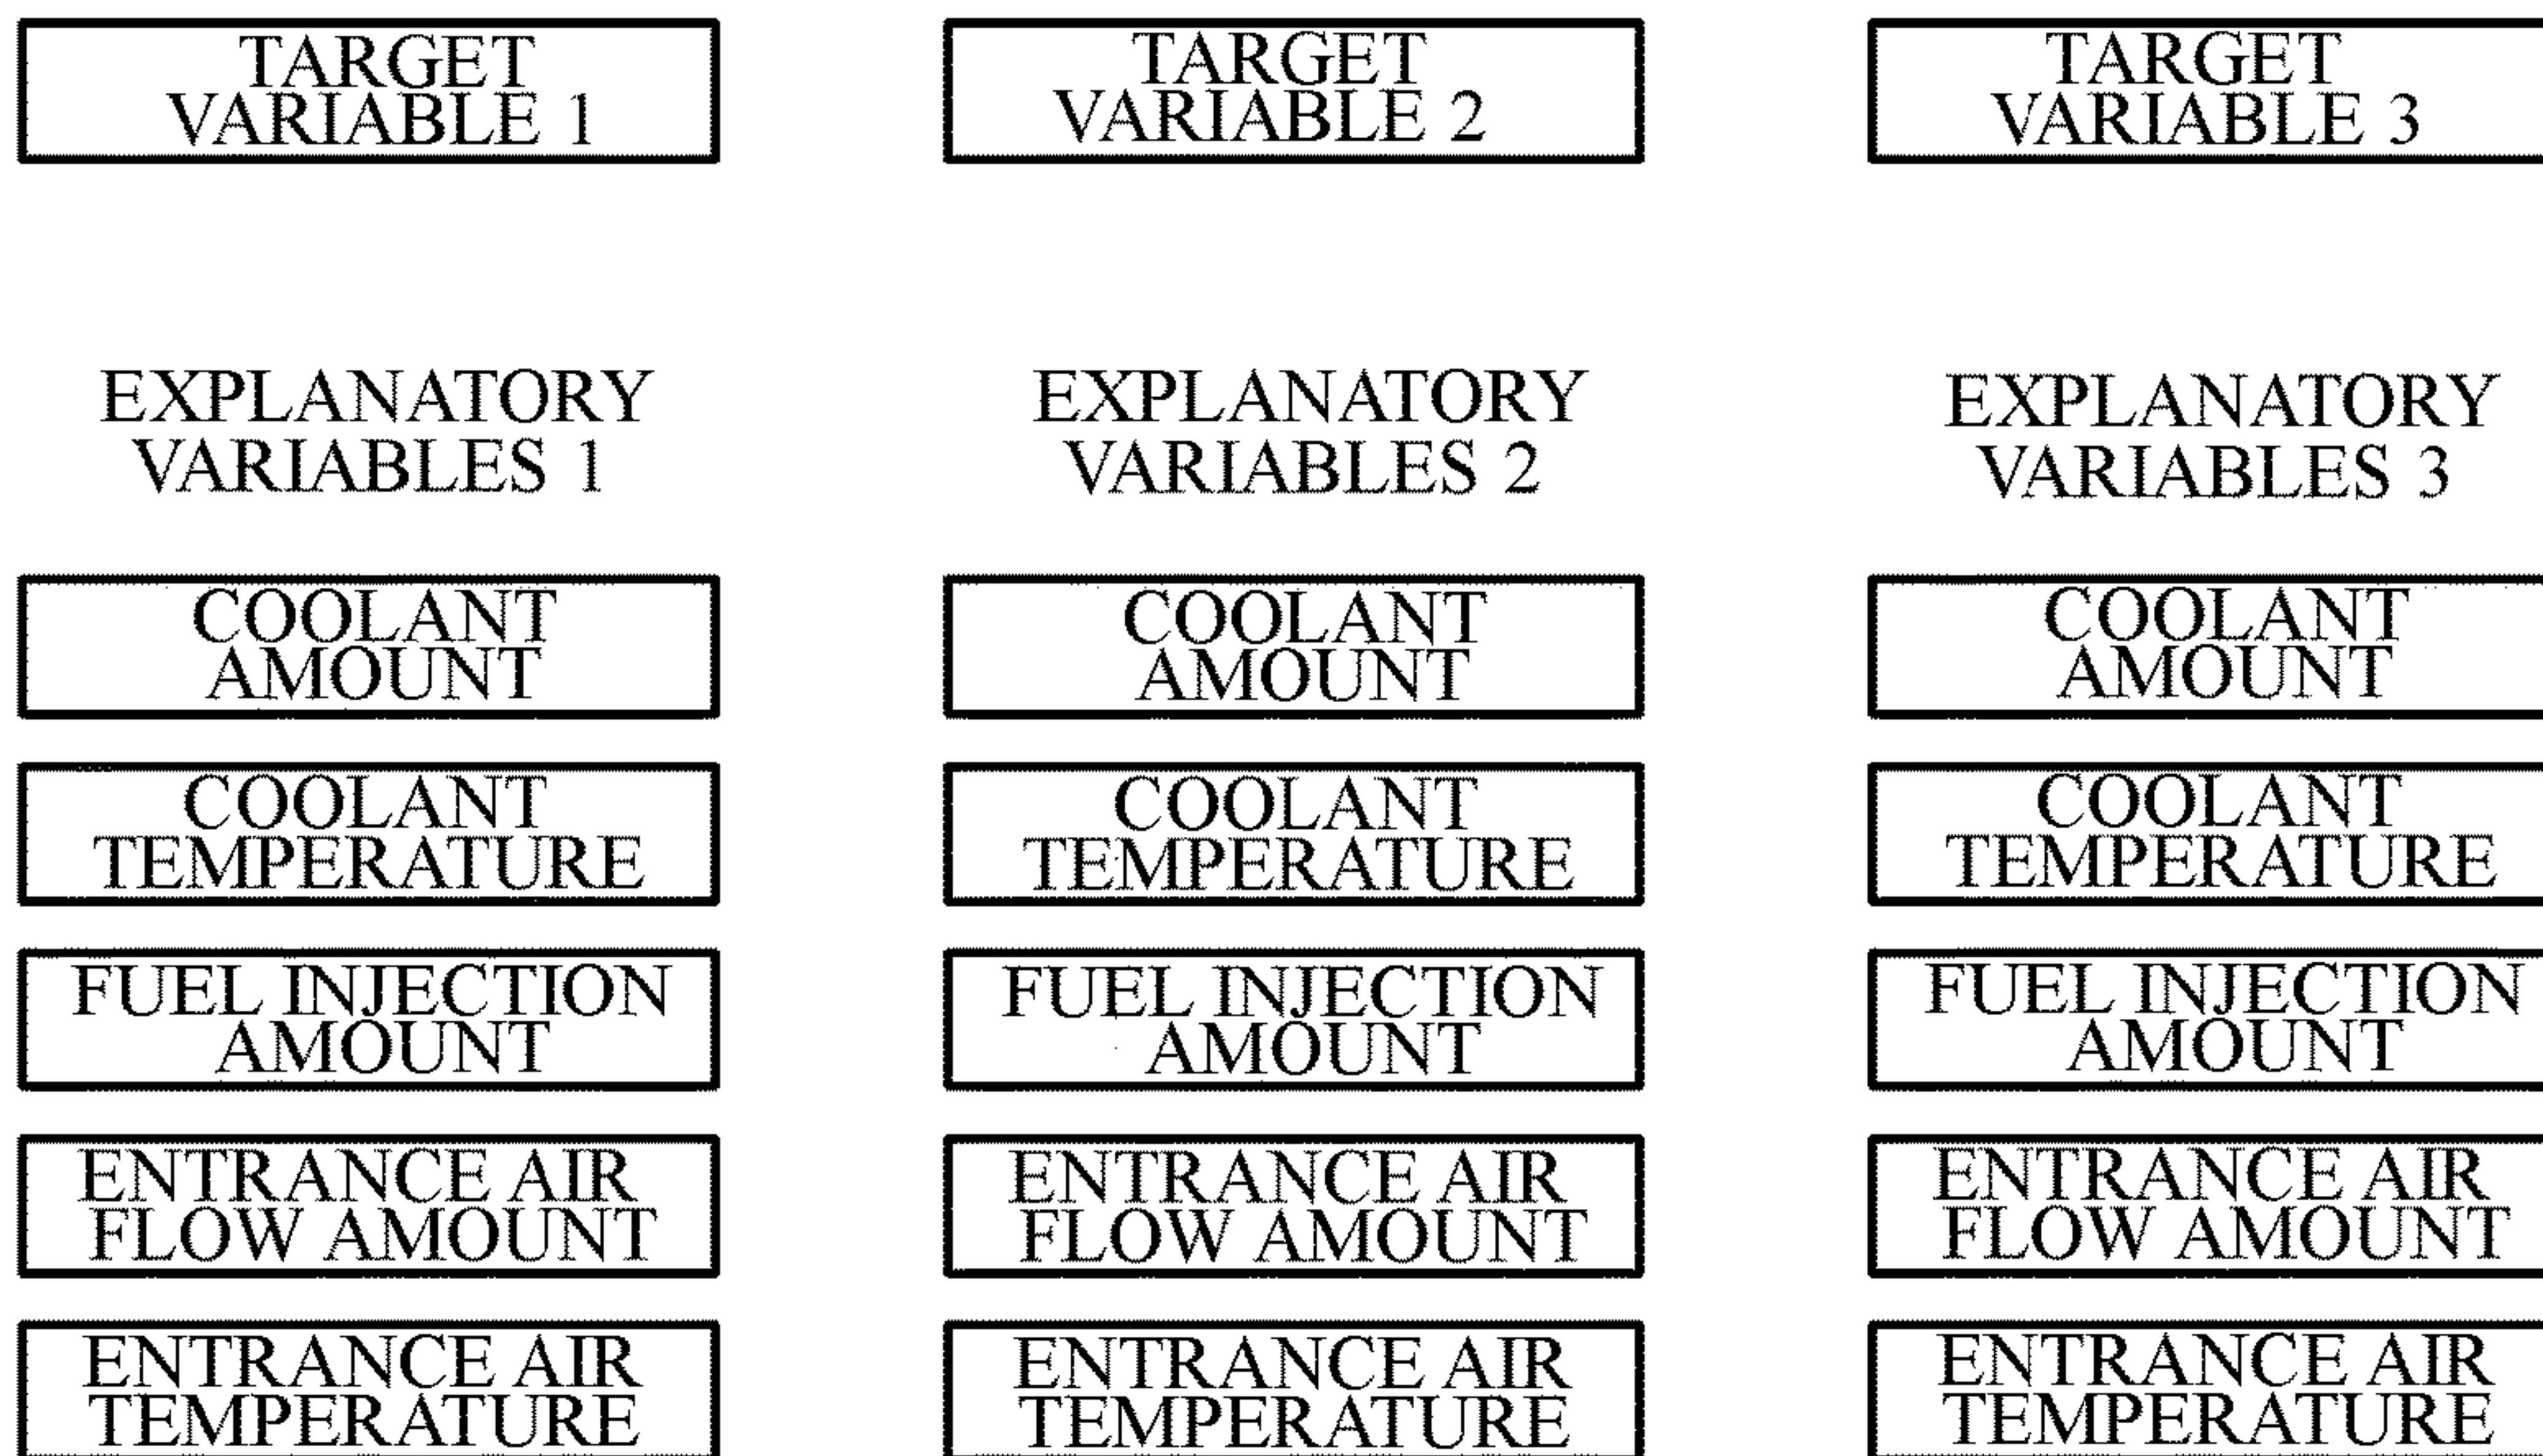 TARGET
VARIABLE 1
TARGET
VARIABLE 2
TARGET
VARIABLE 3
EXPLANATORY
VARIABLES 1
EXPLANATORY
VARIABLES 2
EXPLANATORY
VARIABLES 3
COOLANT
AMOUNT
COOLANT
AMOUNT
COOLANT
AMOUNT
COOLANT
TEMPERATURE
COOLANT
TEMPERATURE
COOLANT
TEMPERATURE
FUEL INJECTION
AMOUNT
FUEL INJECTION
AMOUNT
FUEL INJECTION
AMOUNT
ENTRANCE AIR
FLOW AMOUNT
ENTRANCE AIR
FLOW AMOUNT
ENTRANCE AIR
FLOW AMOUNT
ENTRANCE AIR
TEMPERATURE
ENTRANCE AIR
TEMPERATURE
ENTRANCE AIR
TEMPERATURE